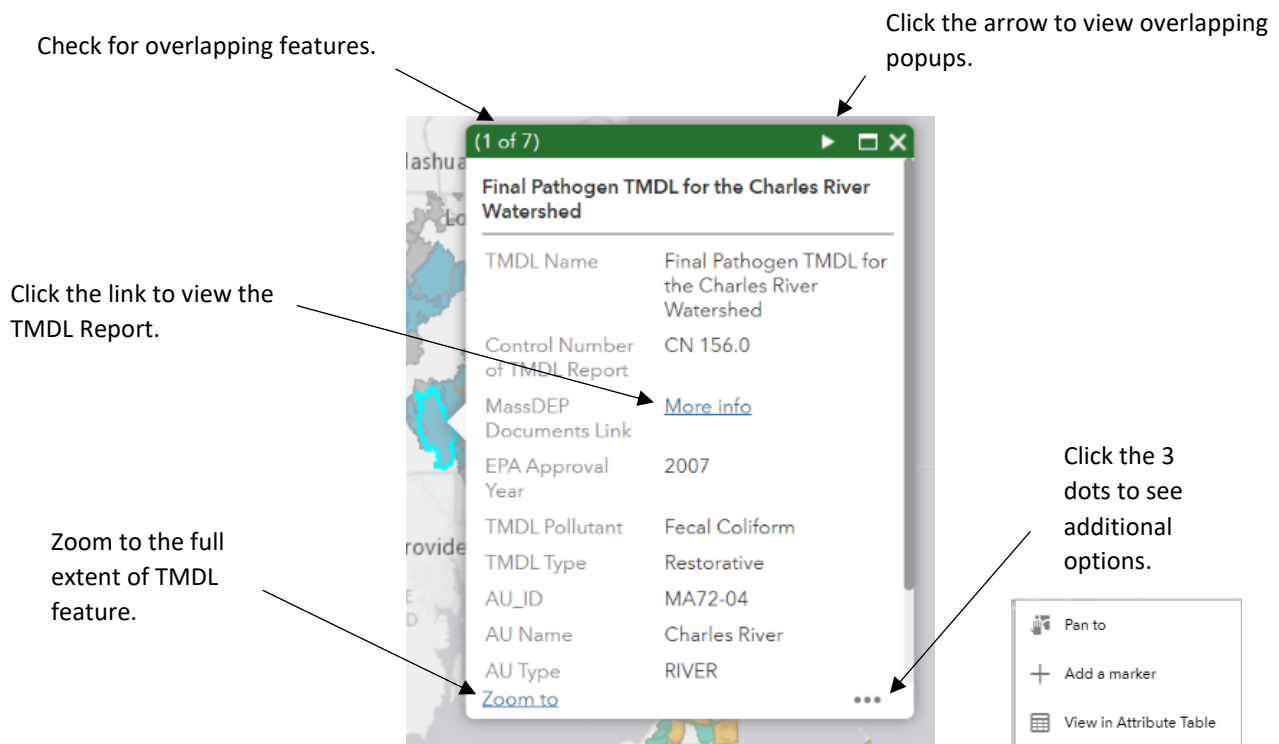 Click the arrow to view overlapping
popups.
Check for overlapping features.
(1 of 7)
Final Pathogen TMDL for the Charles River
Watershed
TMDL Name Final Pathogen TMDL for
the Charles River
Watershed
Click the link to view the
TMDL Report.
Control Number CN 156.0
of TMDL Report
MassDEP More info
Documents Link
EPA Approval 2007
Year
TMDL Pollutant Fecal Coliform
TMDL Type Restorative
AU_ID MA72-04
AU Name Charles River
AU Type RIVER
Zoom to
Zoom to the full
extent of TMDL
feature.
Click the 3
dots to see
additional
options.
Pan to
Add a marker
View in Attribute Table
lashua
Lo
rovide